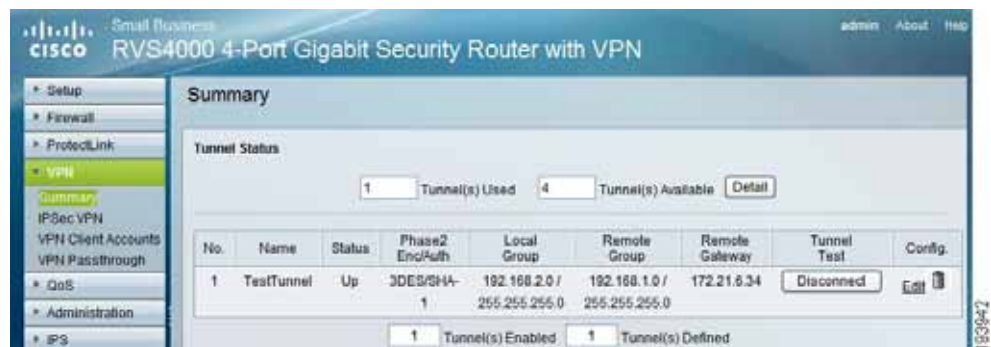 Small Business
cisco RVS4000 4-Port Gigabit Security Router with VPN
admin About Help
Setup
Firewall
ProtectLink
VPN
Summary
IPSec VPN
VPN Client Accounts
VPN Passthrough
QoS
Administration
IPS
Summary
Tunnel Status
1 Tunnel(s) Used 4 Tunnel(s) Available Detail
No. Name Status Phase2 Enc/Auth Local Group Remote Group Remote Gateway Tunnel Test Config.
1 TestTunnel Up 3DES/SHA-1 192.168.2.0 / 255.255.255.0 192.168.1.0 / 255.255.255.0 172.21.6.34 Disconnect Edit
1 Tunnel(s) Enabled 1 Tunnel(s) Defined
193942